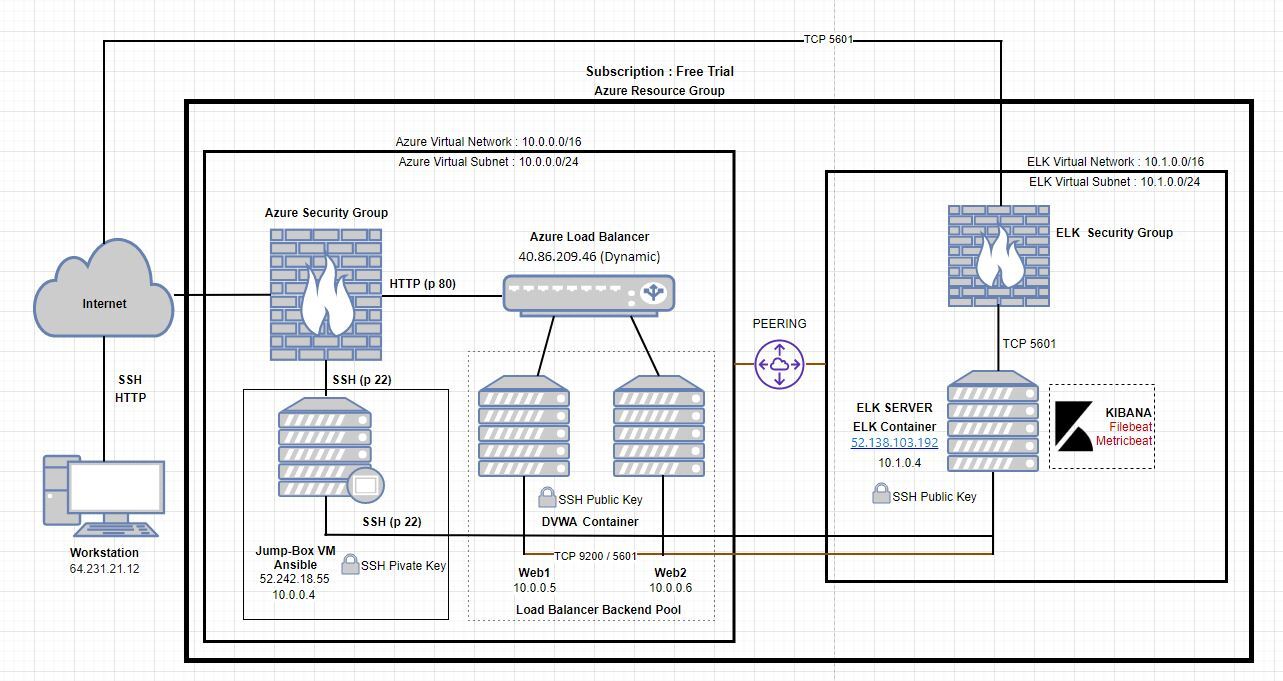 TCP 5601
Subscription : Free Trial
Azure Resource Group
Azure Virtual Network : 10.0.0.0/16
Azure Virtual Subnet : 10.0.0.0/24
ELK Virtual Network : 10.1.0.0/16
ELK Virtual Subnet : 10.1.0.0/24
Azure Security Group
Azure Load Balancer
40.86.209.46 (Dynamic)
ELK Security Group
Internet
HTTP (p 80)
PEERING
TCP 5601
SSH
HTTP
SSH (p 22)
ELK SERVER
ELK Container
52.138.103.192
10.1.0.4
KIBANA
Filebeat
Metricbeat
SSH Public Key
SSH Public Key
DVWA Container
SSH (p 22)
Workstation
64.231.21.12
Jump-Box VM
Ansible
52.242.18.55
10.0.0.4
SSH Pivate Key
TCP 9200 / 5601
Web1
10.0.0.5
Web2
10.0.0.6
Load Balancer Backend Pool